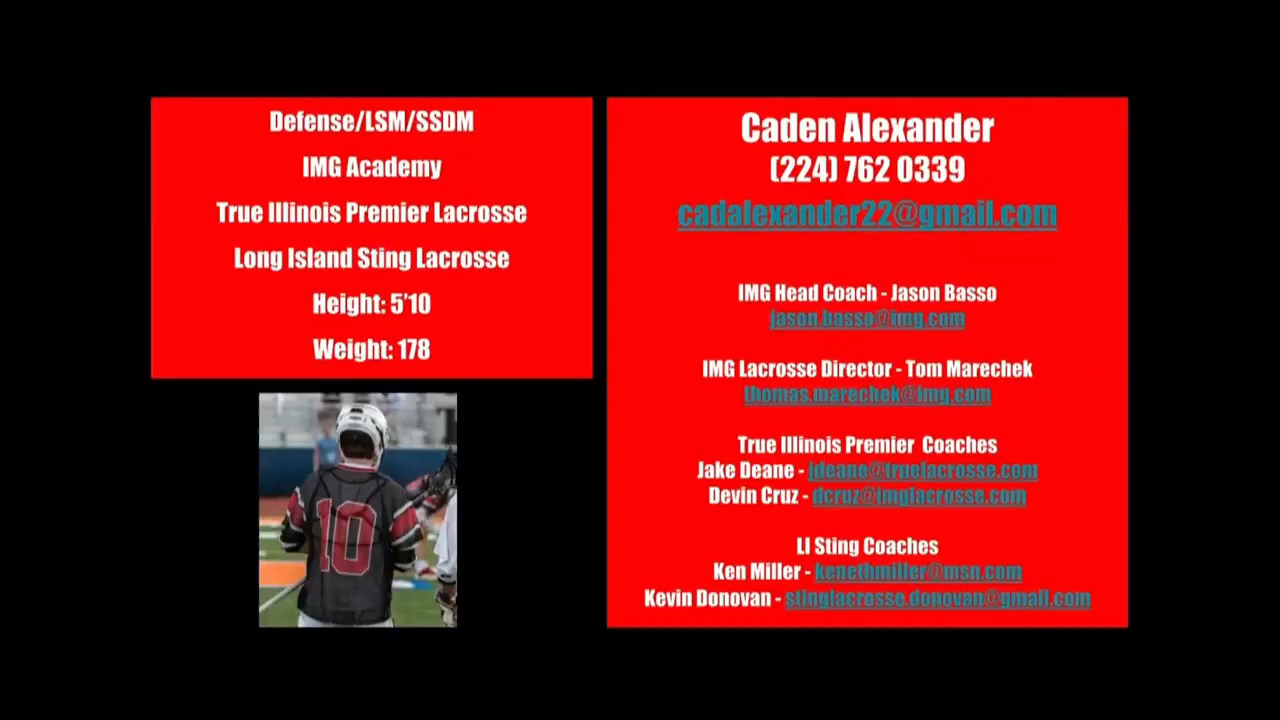 Defense/LSM/SSDM
IMG Academy
True Illinois Premier Lacrosse
Long Island Sting Lacrosse
Height: 5'10
Weight: 178
10
Caden Alexander
(224) 762 0339
cadalexander22@gmail.com
IMG Head Coach - Jason Basso
jason.basso@img.com
IMG Lacrosse Director - Tom Marechek
thomas.marechek@img.com
True Illinois Premier Coaches
Jake Deane - jdeane@truelacrosse.com
Devin Cruz - dcruz@imglacrosse.com
LI Sting Coaches
Ken Miller - kenethmiller@msn.com
Kevin Donovan - stinglacrosse.donovan@gmail.com